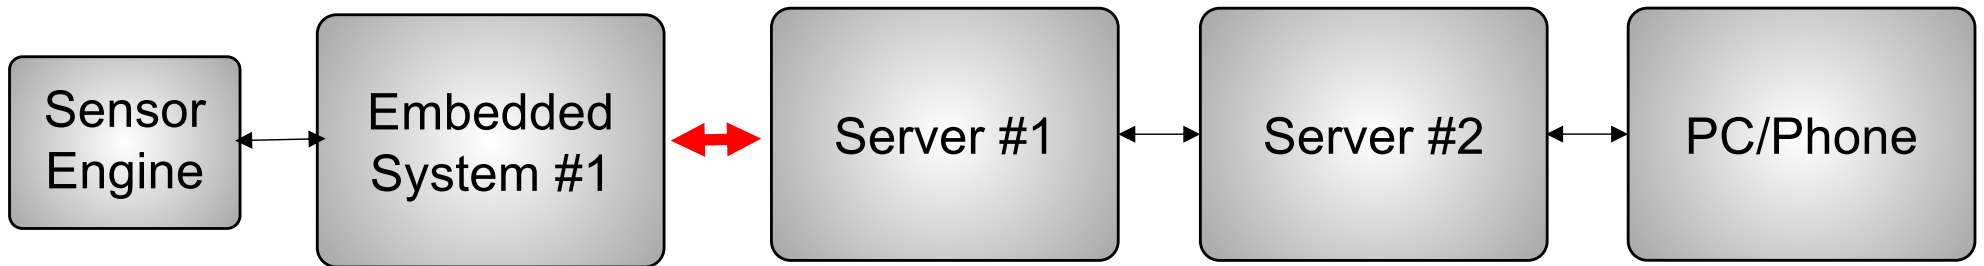 Sensor
Engine
Embedded
System #1
Server #1
Server #2
PC/Phone